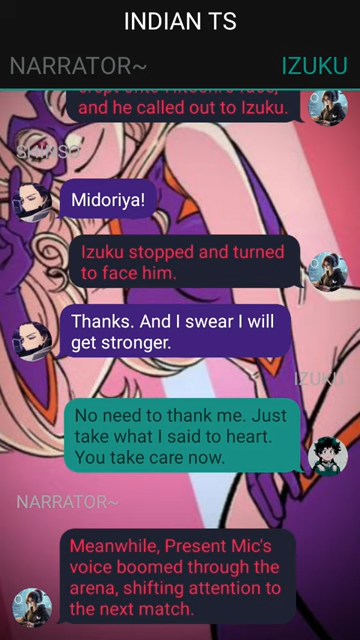 INDIAN TS
NARRATOR~
IZUKU
and he called out to Izuku.
SHINSO
Midoriya!
Izuku stopped and turned
to face him.
Thanks. And I swear I will
get stronger.
IZUKU
No need to thank me. Just
take what I said to heart.
You take care now.
NARRATOR~
Meanwhile, Present Mic's
voice boomed through the
arena, shifting attention to
the next match.